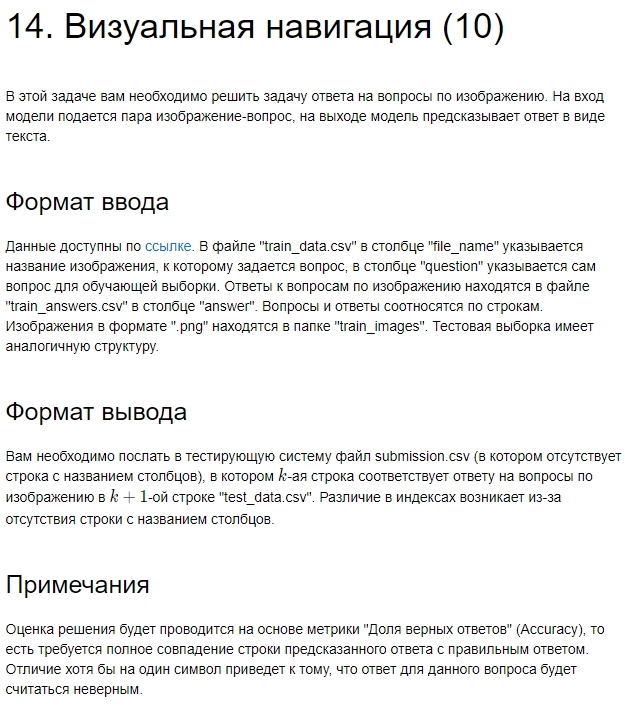 14. Визуальная навигация (10)
В этой задаче вам необходимо решить задачу ответа на вопросы по изображению. На вход
модели подается пара изображение-вопрос, на выходе модель предсказывает ответ в виде
текста.
Формат ввода
Данные доступны по ссылке. В файле "train_data.csv" в столбце "file_name" указывается
название изображения, к которому задается вопрос, в столбце "question" указывается сам
вопрос для обучающей выборки. Ответы к вопросам по изображению находятся в файле
"train_answers.csv" в столбце "answer". Вопросы и ответы соотносятся по строкам.
Изображения в формате ".png" находятся в папке "train_images". Тестовая выборка имеет
аналогичную структуру.
Формат вывода
Вам необходимо послать в тестирующую систему файл submission.csv (в котором отсутствует
строка с названием столбцов), в котором k-ая строка соответствует ответу на вопросы по
изображению в k + 1-ой строке "test_data.csv". Различие в индексах возникает из-за
отсутствия строки с названием столбцов.
Примечания
Оценка решения будет проводится на основе метрики "Доля верных ответов" (Accuracy), то
есть требуется полное совпадение строки предсказанного ответа с правильным ответом.
Отличие хотя бы на один символ приведет к тому, что ответ для данного вопроса будет
считаться неверным.